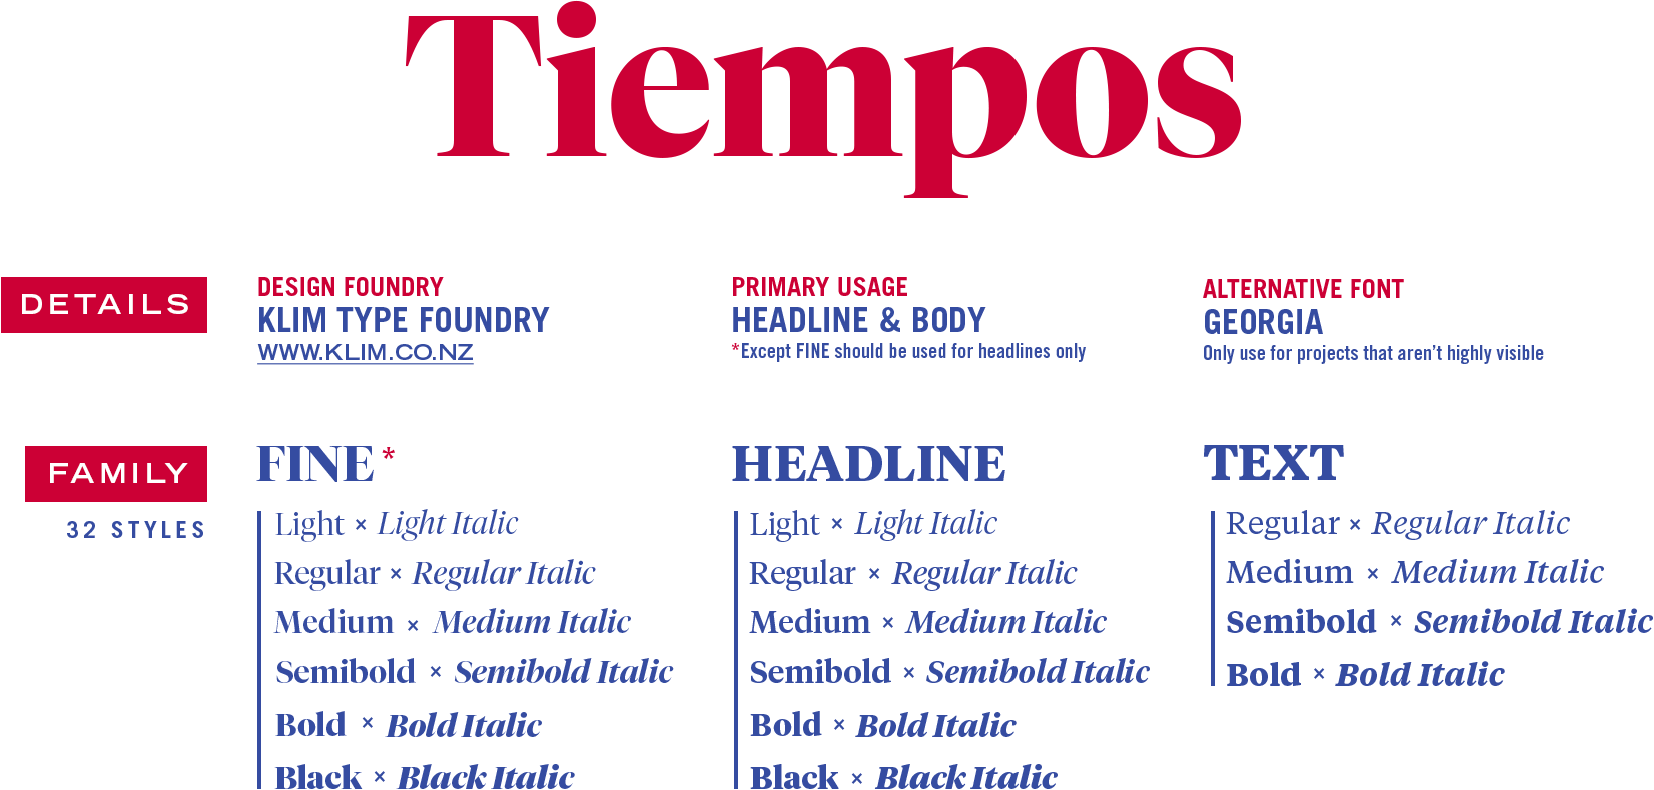 Tiempos
DETAILS
DESIGN FOUNDRY
KLIM TYPE FOUNDRY
WWW.KLIM.CO.NZ
PRIMARY USAGE
HEADLINE & BODY
*Except FINE should be used for headlines only
ALTERNATIVE FONT
GEORGIA
Only use for projects that aren’t highly visible
FAMILY
32 STYLES
FINE*
Light × Light Italic
Regular × Regular Italic
Medium × Medium Italic
Semibold × Semibold Italic
Bold × Bold Italic
Black × Black Italic
HEADLINE
Light × Light Italic
Regular × Regular Italic
Medium × Medium Italic
Semibold × Semibold Italic
Bold × Bold Italic
Black × Black Italic
TEXT
Regular × Regular Italic
Medium × Medium Italic
Semibold × Semibold Italic
Bold × Bold Italic